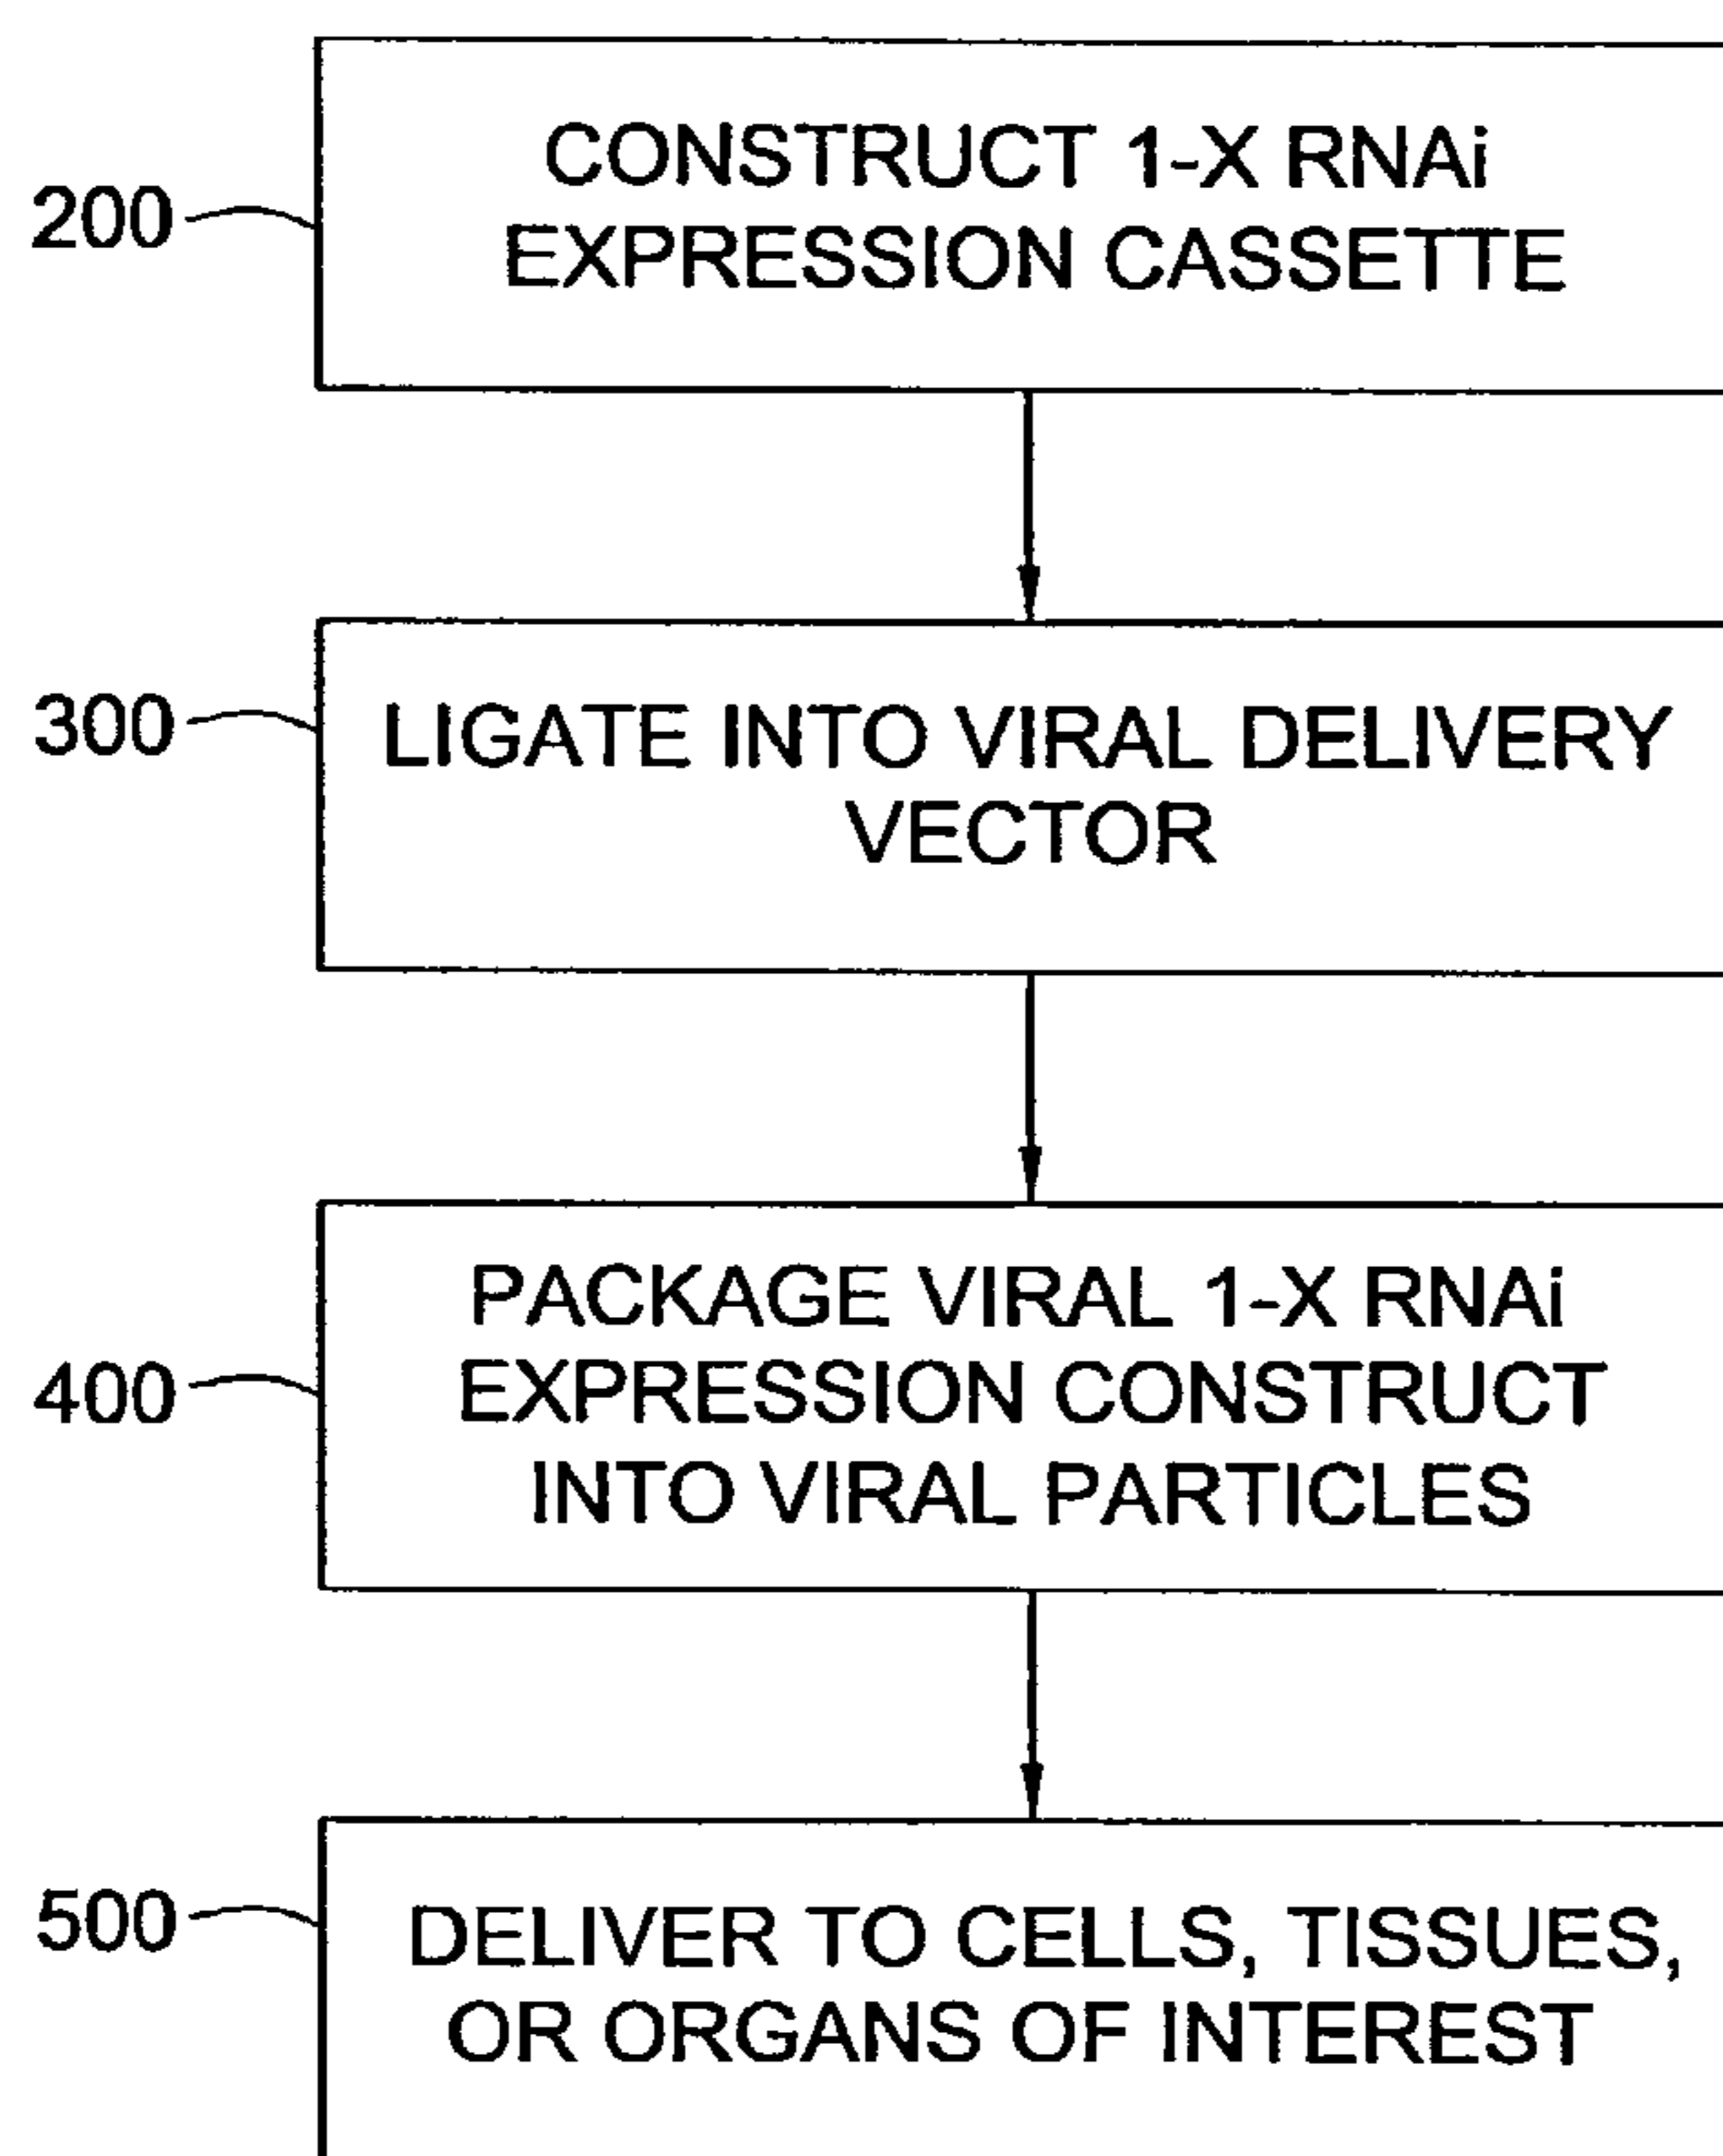 200
CONSTRUCT 1-X RNAi
EXPRESSION CASSETTE
300
LIGATE INTO VIRAL DELIVERY
VECTOR
400
PACKAGE VIRAL 1-X RNAi
EXPRESSION CONSTRUCT
INTO VIRAL PARTICLES
500
DELIVER TO CELLS, TISSUES,
OR ORGANS OF INTEREST